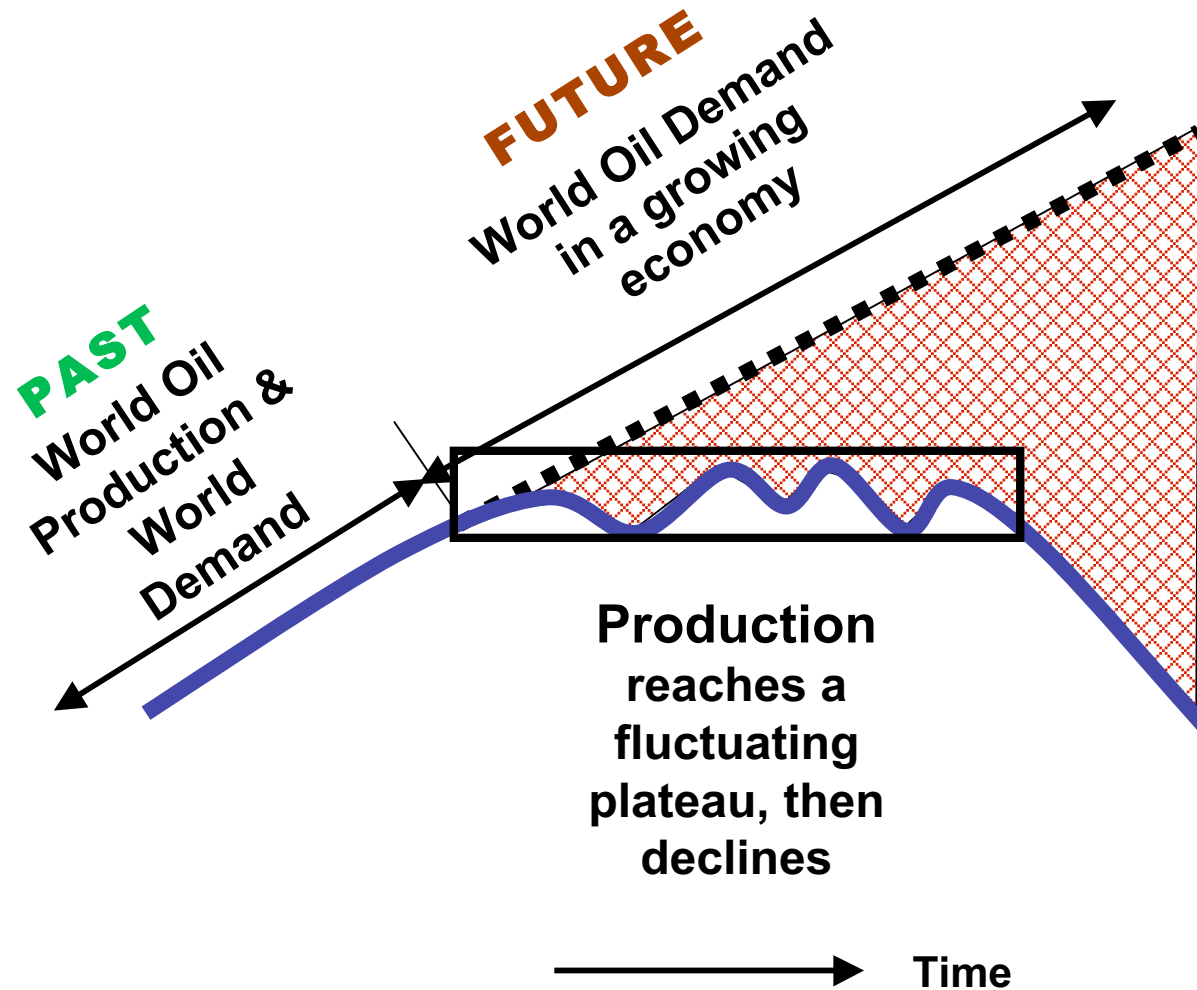 FUTURE
World Oil Demand
in a growing
economy
PAST
World Oil
Production &
World
Demand
Production
reaches a
fluctuating
plateau, then
declines
Time